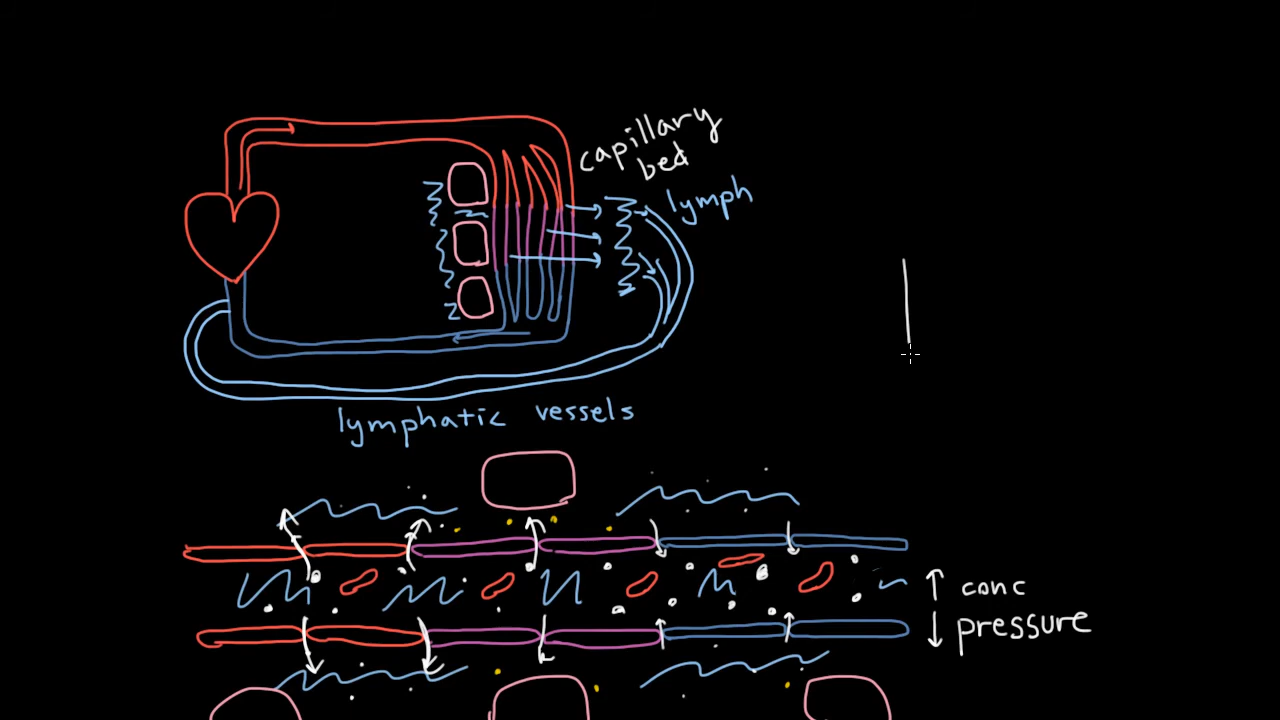 capillary
bed
lymph
lymphatic vessels
↑ conc
↓ pressure